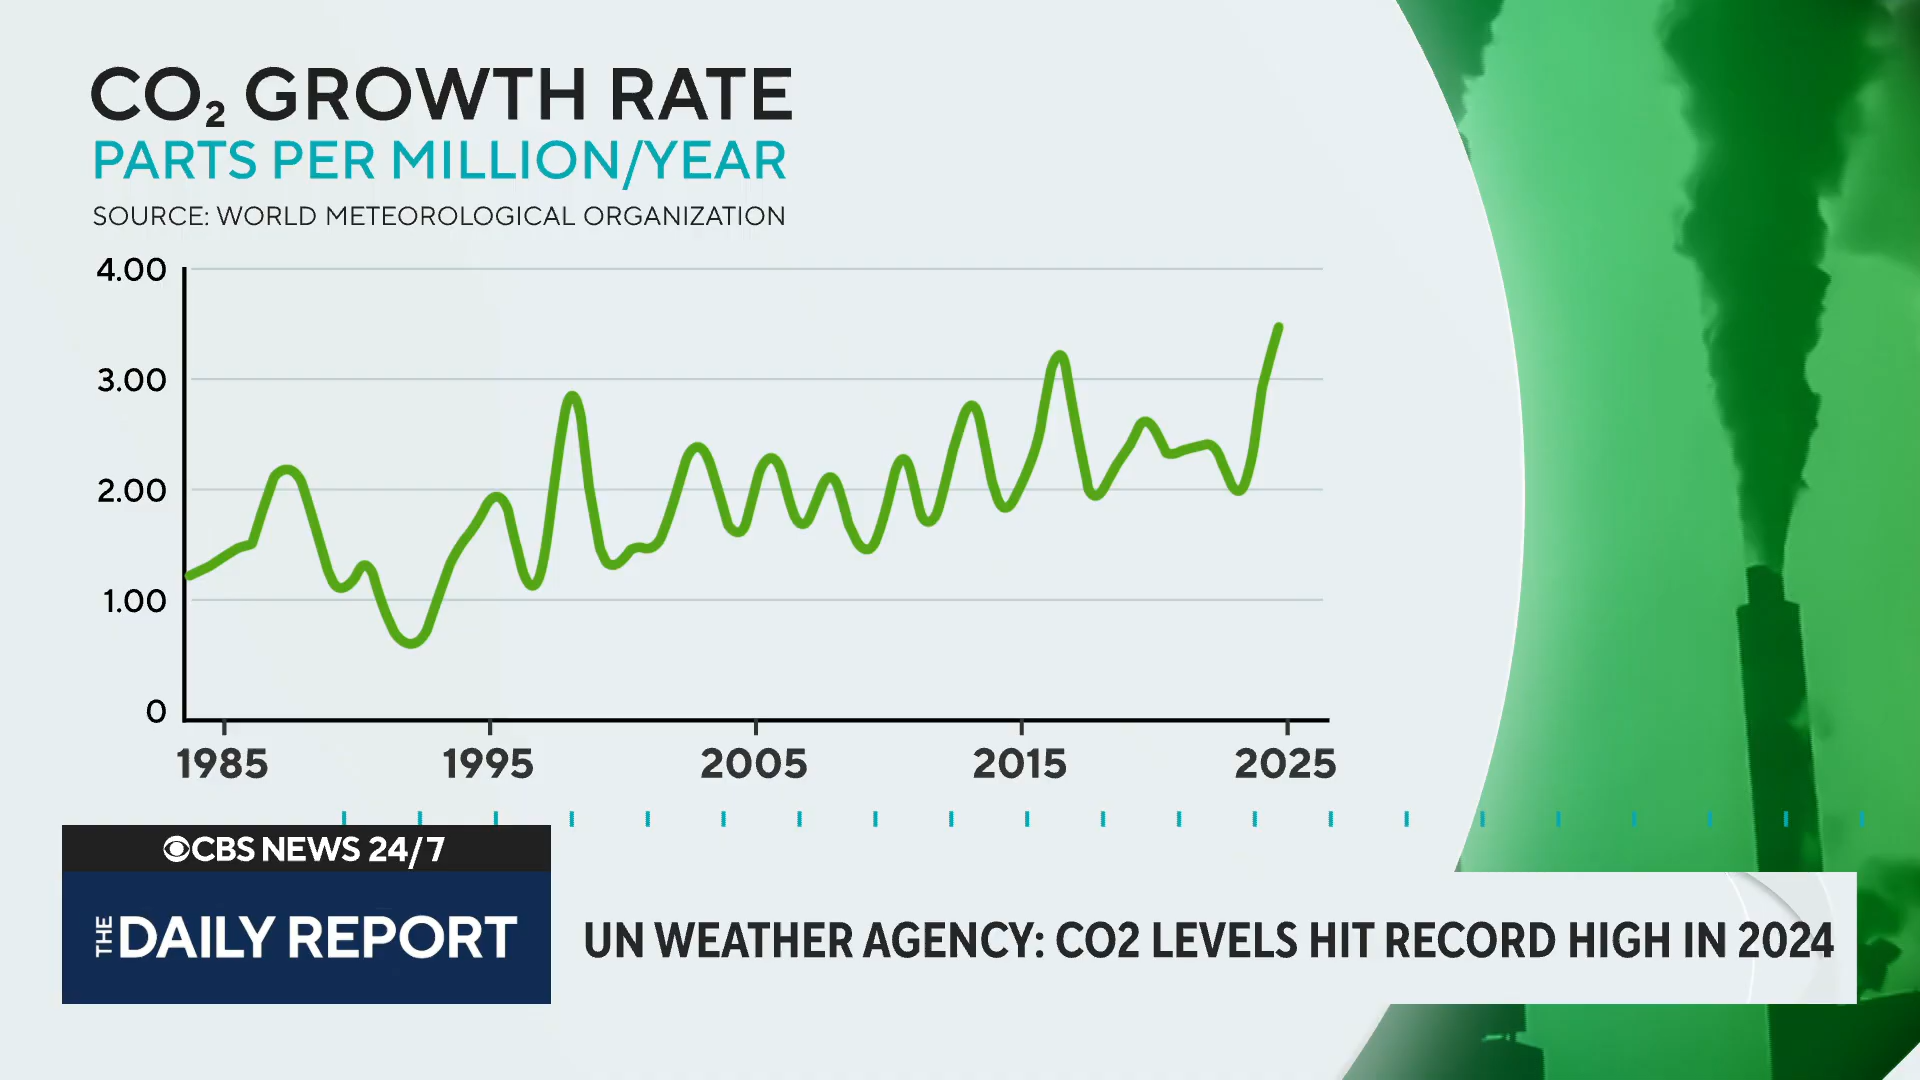 CO₂ GROWTH RATE
PARTS PER MILLION/YEAR
SOURCE: WORLD METEOROLOGICAL ORGANIZATION
4.00
3.00
2.00
1.00
0
1985 1995 2005 2015 2025
CBS NEWS 24/7
THE DAILY REPORT
UN WEATHER AGENCY: CO2 LEVELS HIT RECORD HIGH IN 2024